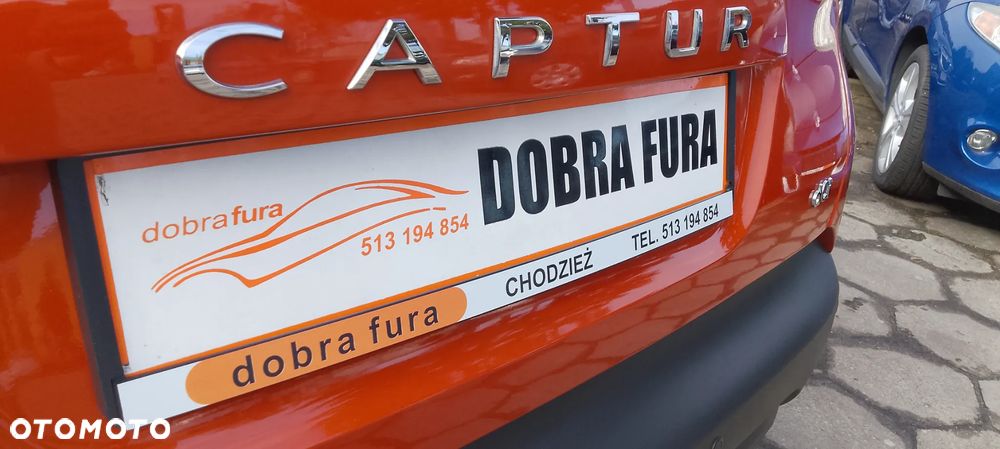 CAPTUR
DOBRA FURA
dobrafura
513 194 854
dobra fura
CHODZIEŻ
TEL. 513 194 854
OTOMOTO